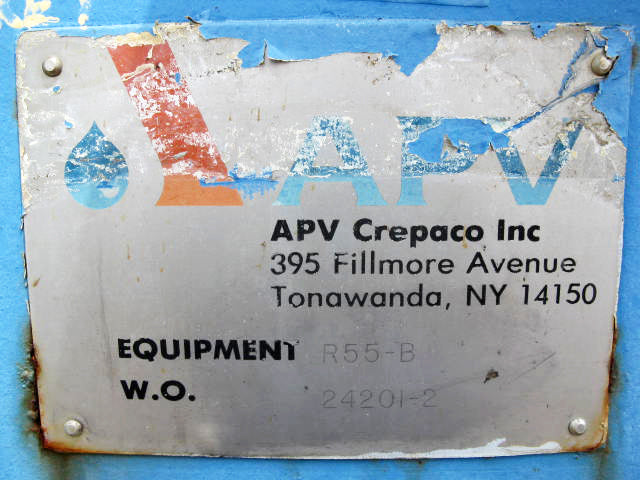 APV
APV Crepaco Inc
395 Fillmore Avenue
Tonawanda, NY 14150
EQUIPMENT R55-B
W.O. 24201-2